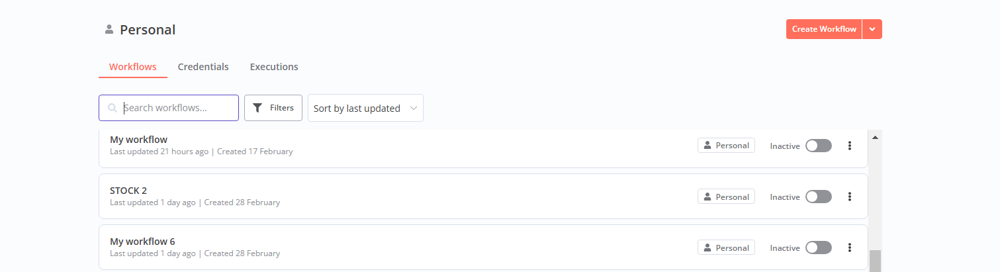 Personal
Create Workflow
Workflows
Credentials
Executions
Search workflows...
Filters
Sort by last updated
My workflow
Last updated 21 hours ago | Created 17 February
Personal
Inactive
STOCK 2
Last updated 1 day ago | Created 28 February
Personal
Inactive
My workflow 6
Last updated 1 day ago | Created 28 February
Personal
Inactive